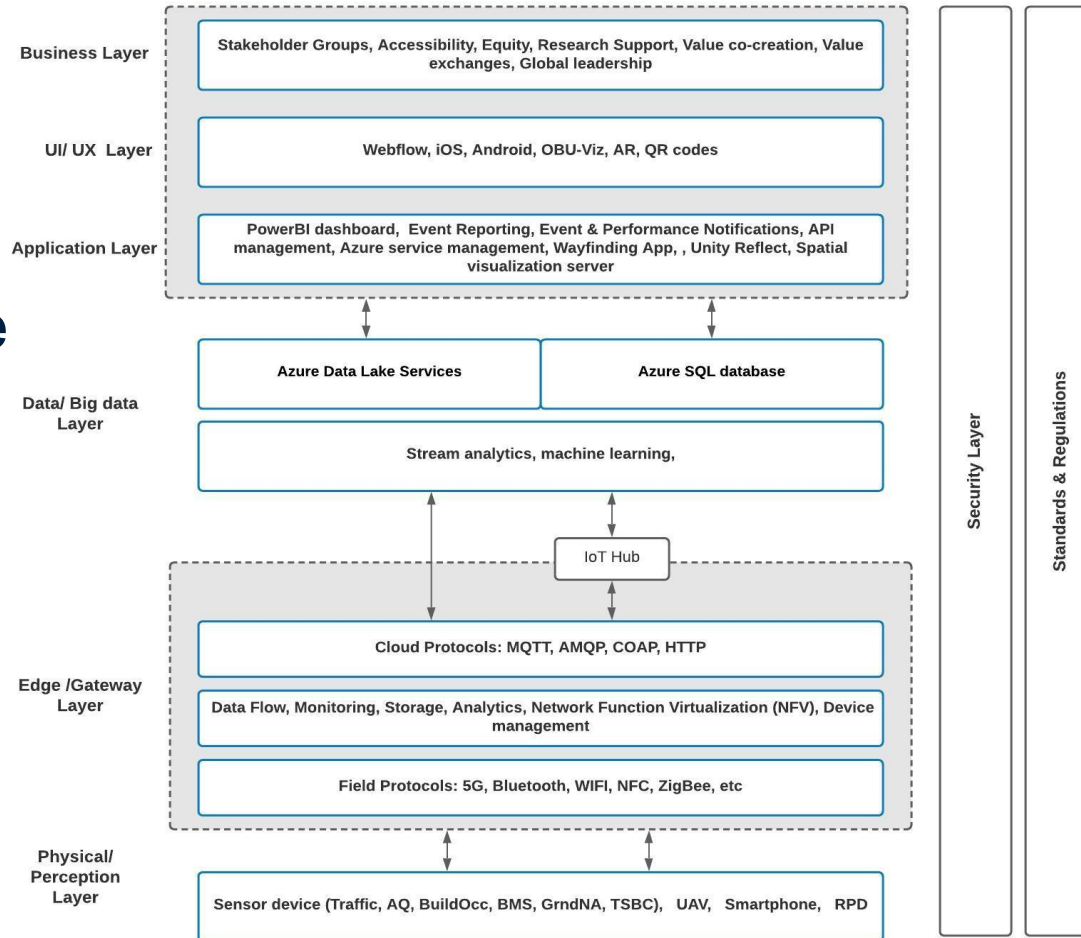 Business Layer
Stakeholder Groups, Accessibility, Equity, Research Support, Value co-creation, Value
exchanges, Global leadership
UI/ UX  Layer
Webflow, iOS, Android, OBU-Viz, AR, QR codes
Application Layer
PowerBI dashboard,  Event Reporting, Event & Performance Notifications, API
management, Azure service management, Wayfinding App, , Unity Reflect, Spatial
visualization server
e
Data/ Big data
Layer
Azure Data Lake Services
Azure SQL database
Stream analytics, machine learning,
IoT Hub
Edge /Gateway
Layer
Cloud Protocols: MQTT, AMQP, COAP, HTTP
Data Flow, Monitoring, Storage, Analytics, Network Function Virtualization (NFV), Device
management
Field Protocols: 5G, Bluetooth, WIFI, NFC, ZigBee, etc
Physical/
Perception
Layer
Sensor device (Traffic, AQ, BuildOcc, BMS, GrndNA, TSBC),   UAV,   Smartphone,   RPD
Security Layer
Standards & Regulations